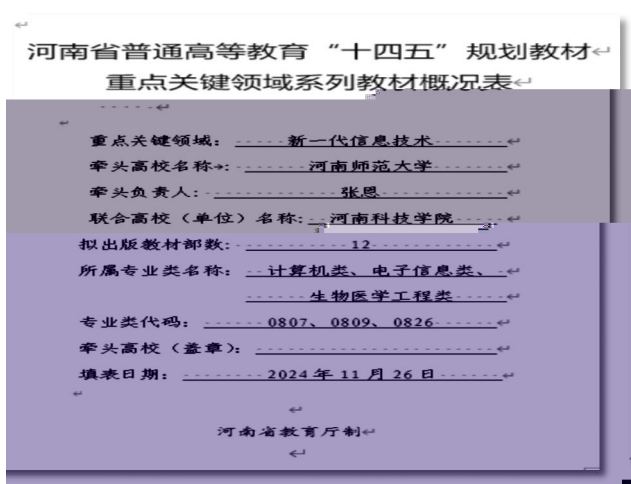 河南省普通高等教育“十四五”规划教材
重点关键领域系列教材概况表
重点关键领域: 新一代信息技术
牵头高校名称: 河南师范大学
牵头负责人: 张恩
联合高校（单位）名称: 河南科技学院
拟出版教材部数: 12
所属专业类名称: 计算机类、电子信息类、
生物医学工程类
专业类代码: 0807、0809、0826
牵头高校（盖章）:
填表日期: 2024年11月26日
河南省教育厅制